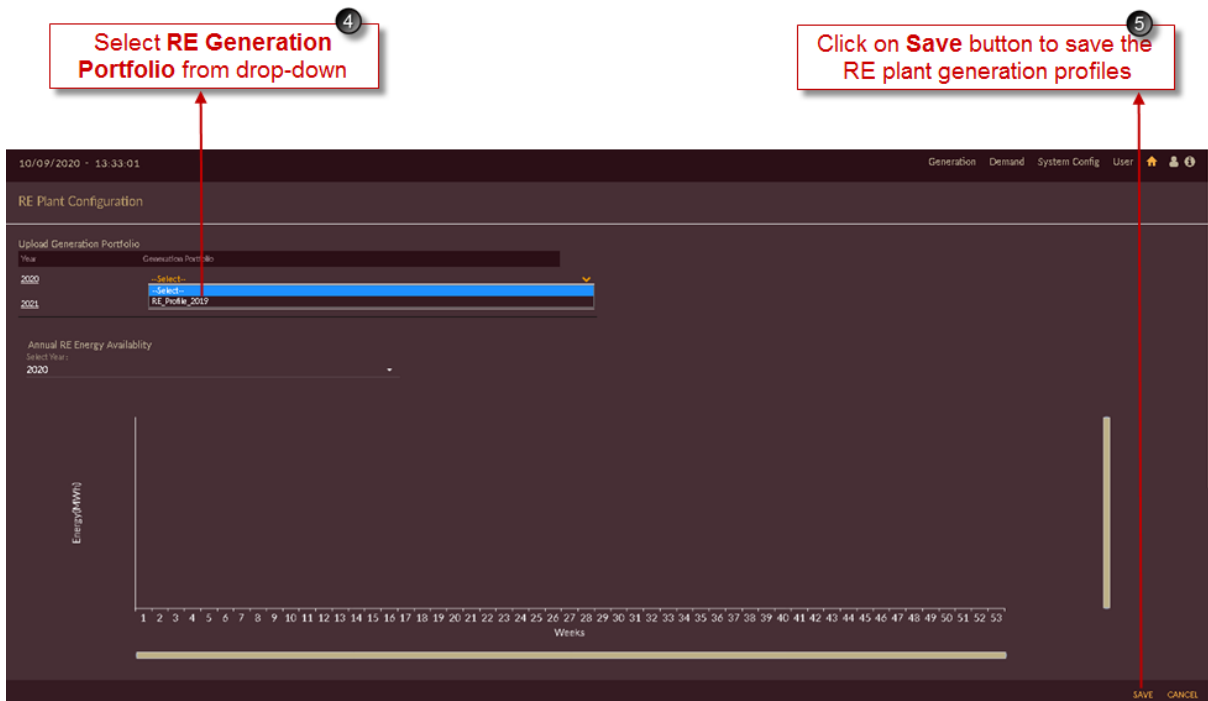 4
Select RE Generation
Portfolio from drop-down
5
Click on Save button to save the
RE plant generation profiles
10/09/2020 - 13:33:01
Generation Demand System Config User
RE Plant Configuration
Upload Generation Portfolio
Year Generation Portfolio
2020 --Select--
--Select--
2021 RE_Profile_2019
Annual RE Energy Availablity
Select Year:
2020
Energy(MWh)
1 2 3 4 5 6 7 8 9 10 11 12 13 14 15 16 17 18 19 20 21 22 23 24 25 26 27 28 29 30 31 32 33 34 35 36 37 38 39 40 41 42 43 44 45 46 47 48 49 50 51 52 53
Weeks
SAVE CANCEL